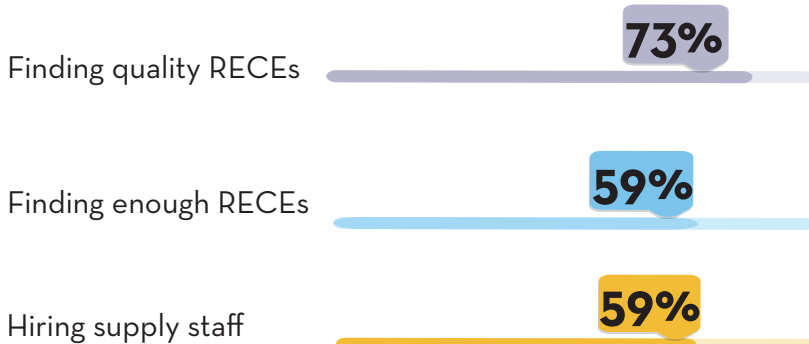 73%
Finding quality RECEs
59%
Finding enough RECEs
59%
Hiring supply staff